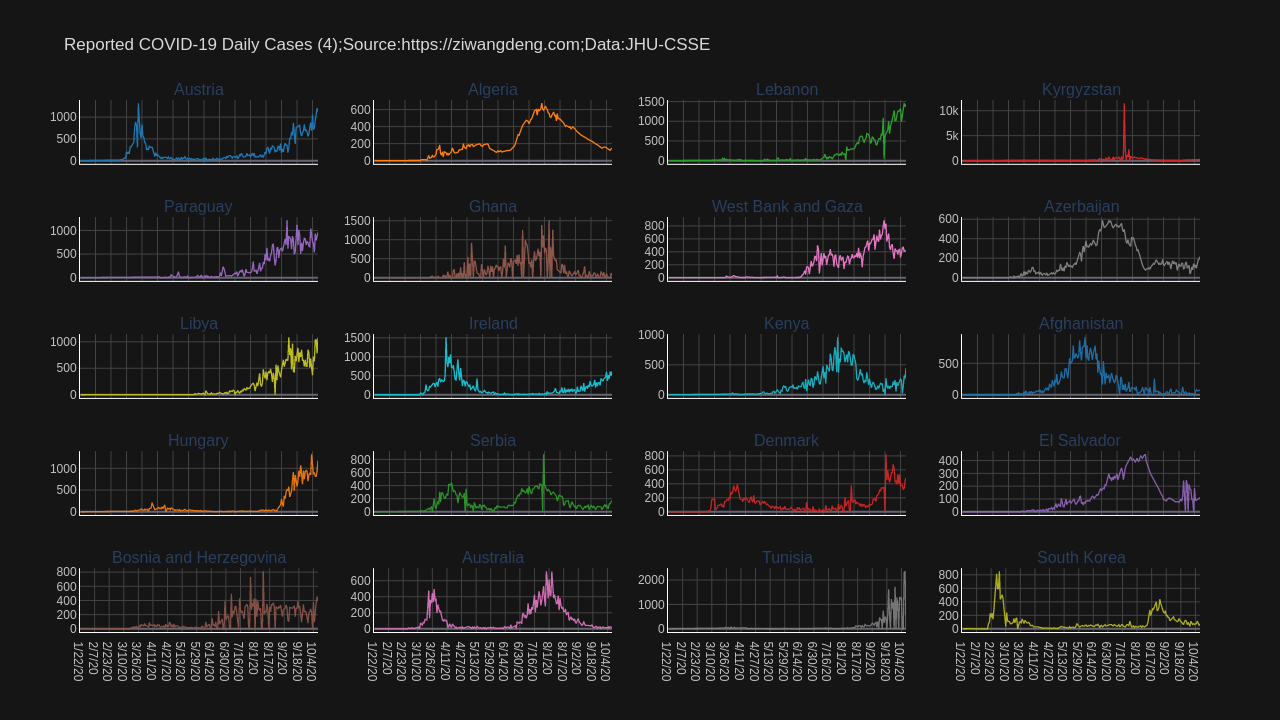 Reported COVID-19 Daily Cases (4);Source:https://ziwangdeng.com;Data:JHU-CSSE
Austria
1000
500
0
Algeria
600
400
200
0
Lebanon
1500
1000
500
0
Kyrgyzstan
10k
5k
0
Paraguay
1000
500
0
Ghana
1500
1000
500
0
West Bank and Gaza
800
600
400
200
0
Azerbaijan
600
400
200
0
Libya
1000
500
0
Ireland
1500
1000
500
0
Kenya
1000
500
0
Afghanistan
500
0
Hungary
1000
500
0
Serbia
800
600
400
200
0
Denmark
800
600
400
200
0
El Salvador
400
300
200
100
0
Bosnia and Herzegovina
800
600
400
200
0
Australia
600
400
200
0
Tunisia
2000
1000
0
South Korea
800
600
400
200
0
1/22/20 2/7/20 2/23/20 3/10/20 3/26/20 4/11/20 4/27/20 5/13/20 5/29/20 6/14/20 6/30/20 7/16/20 8/1/20 8/17/20 9/2/20 9/18/20 10/4/20
1/22/20 2/7/20 2/23/20 3/10/20 3/26/20 4/11/20 4/27/20 5/13/20 5/29/20 6/14/20 6/30/20 7/16/20 8/1/20 8/17/20 9/2/20 9/18/20 10/4/20
1/22/20 2/7/20 2/23/20 3/10/20 3/26/20 4/11/20 4/27/20 5/13/20 5/29/20 6/14/20 6/30/20 7/16/20 8/1/20 8/17/20 9/2/20 9/18/20 10/4/20
1/22/20 2/7/20 2/23/20 3/10/20 3/26/20 4/11/20 4/27/20 5/13/20 5/29/20 6/14/20 6/30/20 7/16/20 8/1/20 8/17/20 9/2/20 9/18/20 10/4/20